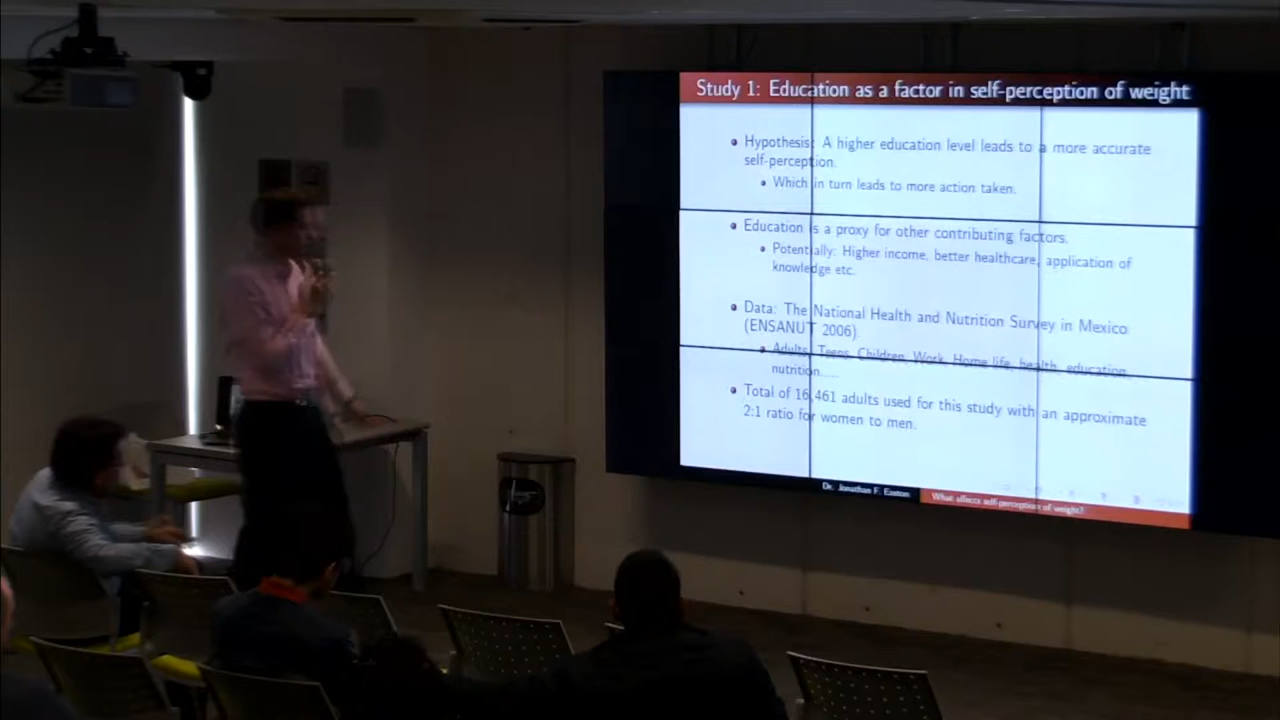 Study 1: Education as a factor in self-perception of weight
Hypothesis: A higher education level leads to a more accurate
self-perception.
Which in turn leads to more action taken.
Education is a proxy for other contributing factors.
Potentially: Higher income, better healthcare, application of
knowledge etc.
Data: The National Health and Nutrition Survey in Mexico
(ENSANUT 2006).
Adults, Teens, Children, Work, Home life, health, education,
nutrition.....
Total of 16,461 adults used for this study with an approximate
2:1 ratio for women to men.
Dr. Jonathan F. Easton
What affects self-perception of weight?